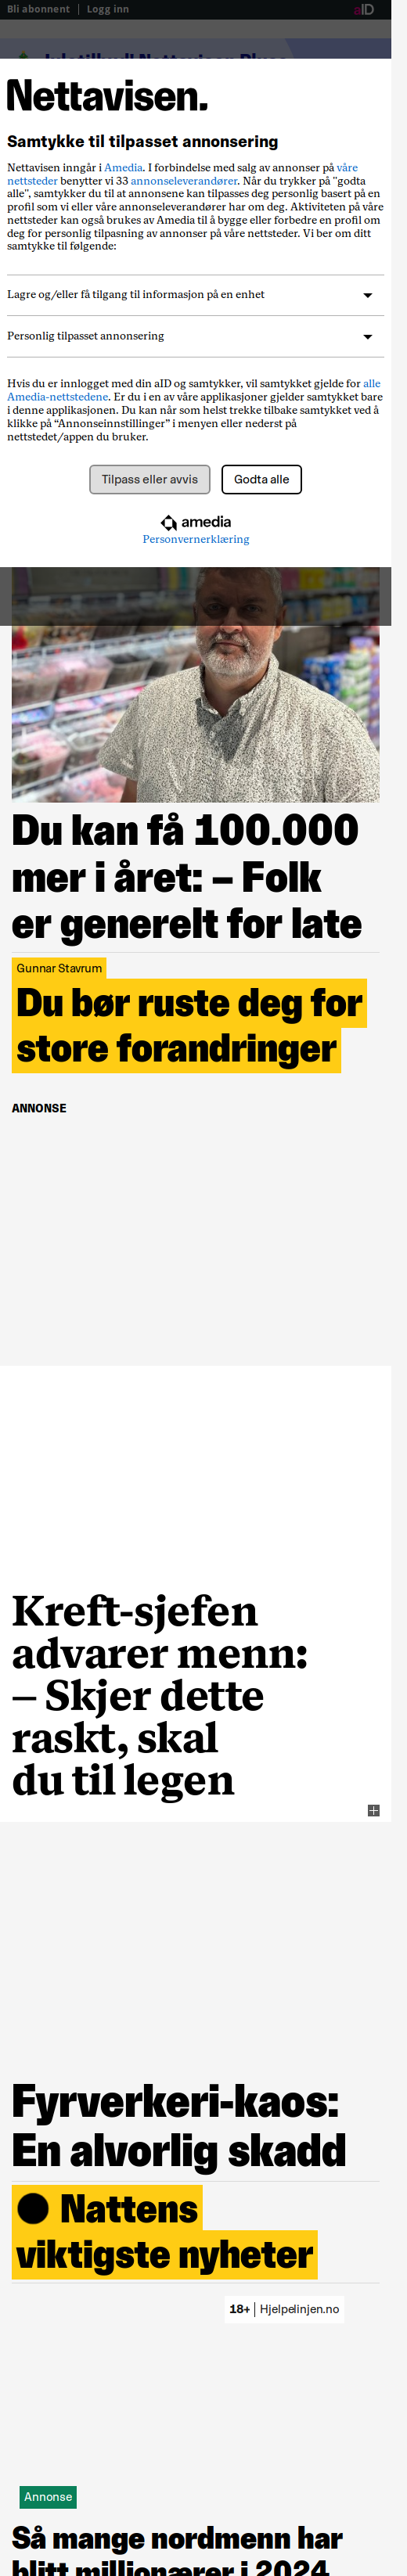 Bli abonnent | Logg inn
aID
Nettavisen.
Samtykke til tilpasset annonsering
Nettavisen inngår i Amedia. I forbindelse med salg av annonser på våre
nettsteder benytter vi 33 annonseleverandører. Når du trykker på "godta
alle", samtykker du til at annonsene kan tilpasses deg personlig basert på en
profil som vi eller våre annonseleverandører har om deg. Aktiviteten på våre
nettsteder kan også brukes av Amedia til å bygge eller forbedre en profil om
deg for personlig tilpasning av annonser på våre nettsteder. Vi ber om ditt
samtykke til følgende:
Lagre og/eller få tilgang til informasjon på en enhet
Personlig tilpasset annonsering
Hvis du er innlogget med din aID og samtykker, vil samtykket gjelde for alle
Amedia-nettstedene. Er du i en av våre applikasjoner gjelder samtykket bare
i denne applikasjonen. Du kan når som helst trekke tilbake samtykket ved å
klikke på “Annonseinnstillinger” i menyen eller nederst på
nettstedet/appen du bruker.
Tilpass eller avvis
Godta alle
amedia
Personvernerklæring
Du kan få 100.000
mer i året: – Folk
er generelt for late
Gunnar Stavrum
Du bør ruste deg for
store forandringer
ANNONSE
Kreft-sjefen
advarer menn:
– Skjer dette
raskt, skal
du til legen
Fyrverkeri-kaos:
En alvorlig skadd
Nattens
viktigste nyheter
18+ | Hjelpelinjen.no
Annonse
Så mange nordmenn har
blitt millionærer i 2024